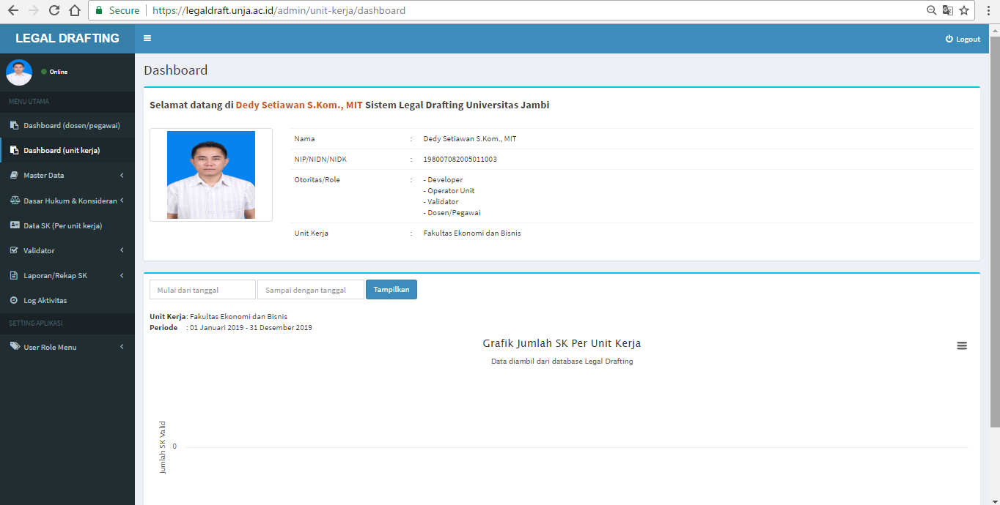 Secure https://legaldraft.unja.ac.id/admin/unit-kerja/dashboard
LEGAL DRAFTING
Logout
Online
MENU UTAMA
Dashboard (dosen/pegawai)
Dashboard (unit kerja)
Master Data
Dasar Hukum & Konsideran
Data SK (Per unit kerja)
Validator
Laporan/Rekap SK
Log Aktivitas
SETTING APLIKASI
User Role Menu
Dashboard
Selamat datang di Dedy Setiawan S.Kom., MIT Sistem Legal Drafting Universitas Jambi
Nama : Dedy Setiawan S.Kom., MIT
NIP/NIDN/NIDK : 198007082005011003
Otoritas/Role : - Developer
- Operator Unit
- Validator
- Dosen/Pegawai
Unit Kerja : Fakultas Ekonomi dan Bisnis
Mulai dari tanggal Sampai dengan tanggal Tampilkan
Unit Kerja : Fakultas Ekonomi dan Bisnis
Periode : 01 Januari 2019 - 31 Desember 2019
Grafik Jumlah SK Per Unit Kerja
Data diambil dari database Legal Drafting
Jumlah SK Valid
0